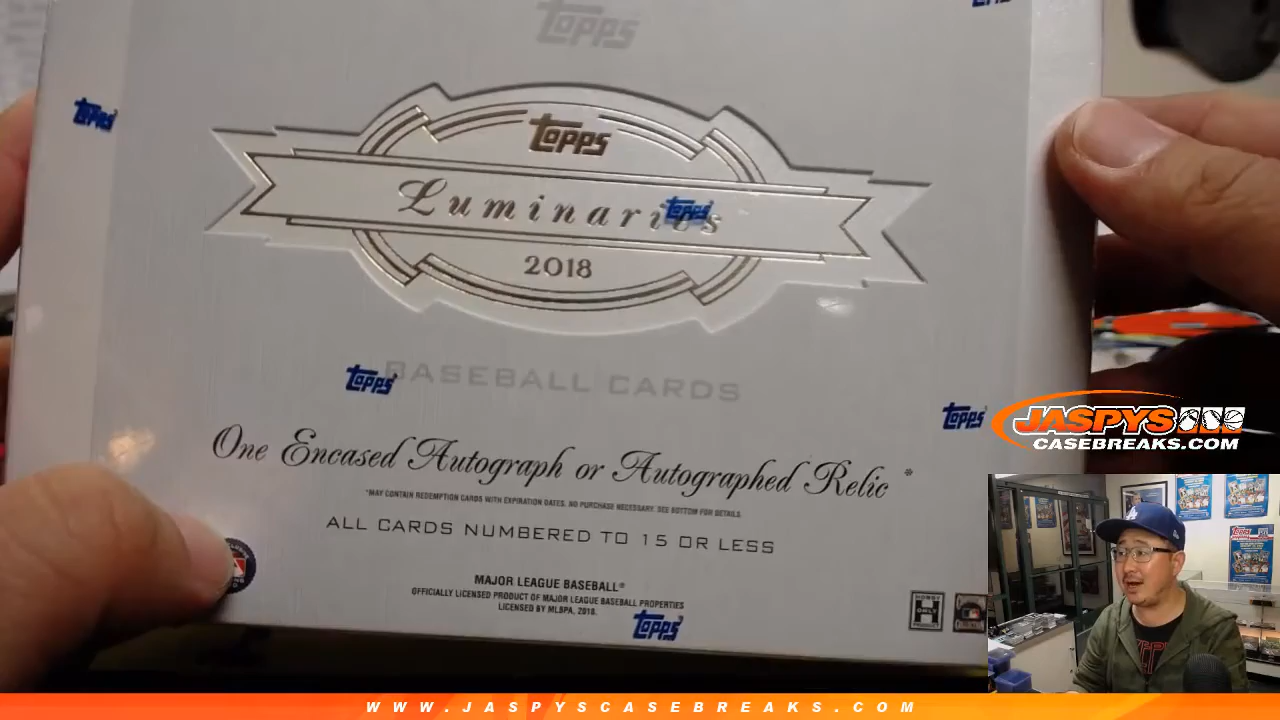 Topps
Topps
Topps
Topps
Luminaries
Topps
2018
Topps
BASEBALL CARDS
Topps
One Encased Autograph or Autographed Relic *
*MAY CONTAIN REDEMPTION CARDS WITH EXPIRATION DATES. NO PURCHASE NECESSARY. SEE BOTTOM FOR DETAILS.
ALL CARDS NUMBERED TO 15 OR LESS
MAJOR LEAGUE BASEBALL®
OFFICIALLY LICENSED PRODUCT OF MAJOR LEAGUE BASEBALL PROPERTIES
LICENSED BY MLBPA, 2018.
Topps
JASPYS
CASEBREAKS.COM
WWW.JASPYSCASEBREAKS.COM